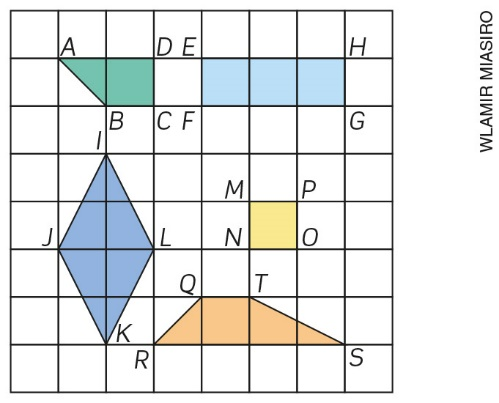 A D E H
B C F G
I
M P
J L N O
Q T
K
R S
WLAMIR MIASIRO